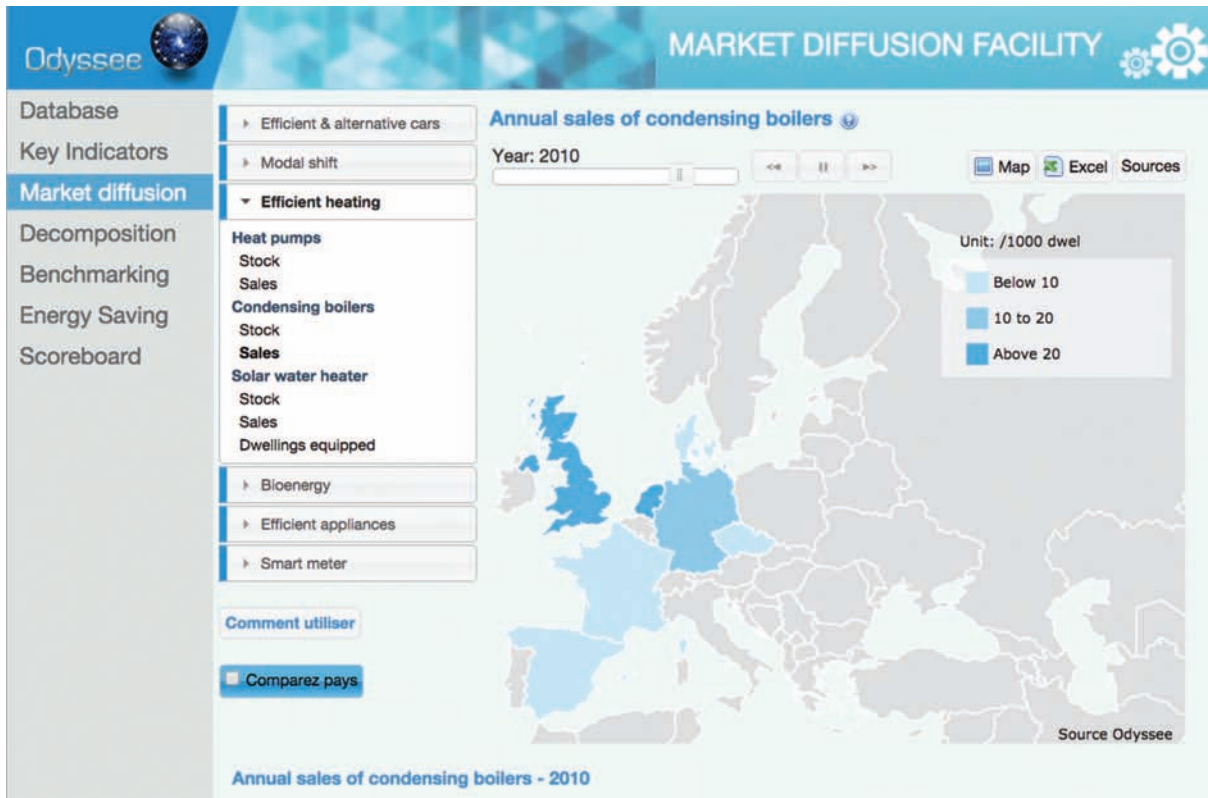 Odyssee
MARKET DIFFUSION FACILITY
Database
Key Indicators
Market diffusion
Decomposition
Benchmarking
Energy Saving
Scoreboard
Efficient & alternative cars
Modal shift
Efficient heating
Heat pumps
Stock
Sales
Condensing boilers
Stock
Sales
Solar water heater
Stock
Sales
Dwellings equipped
Bioenergy
Efficient appliances
Smart meter
Comment utiliser
Comparez pays
Annual sales of condensing boilers
Year: 2010
Map Excel Sources
Unit: /1000 dwel
Below 10
10 to 20
Above 20
Source Odyssee
Annual sales of condensing boilers - 2010